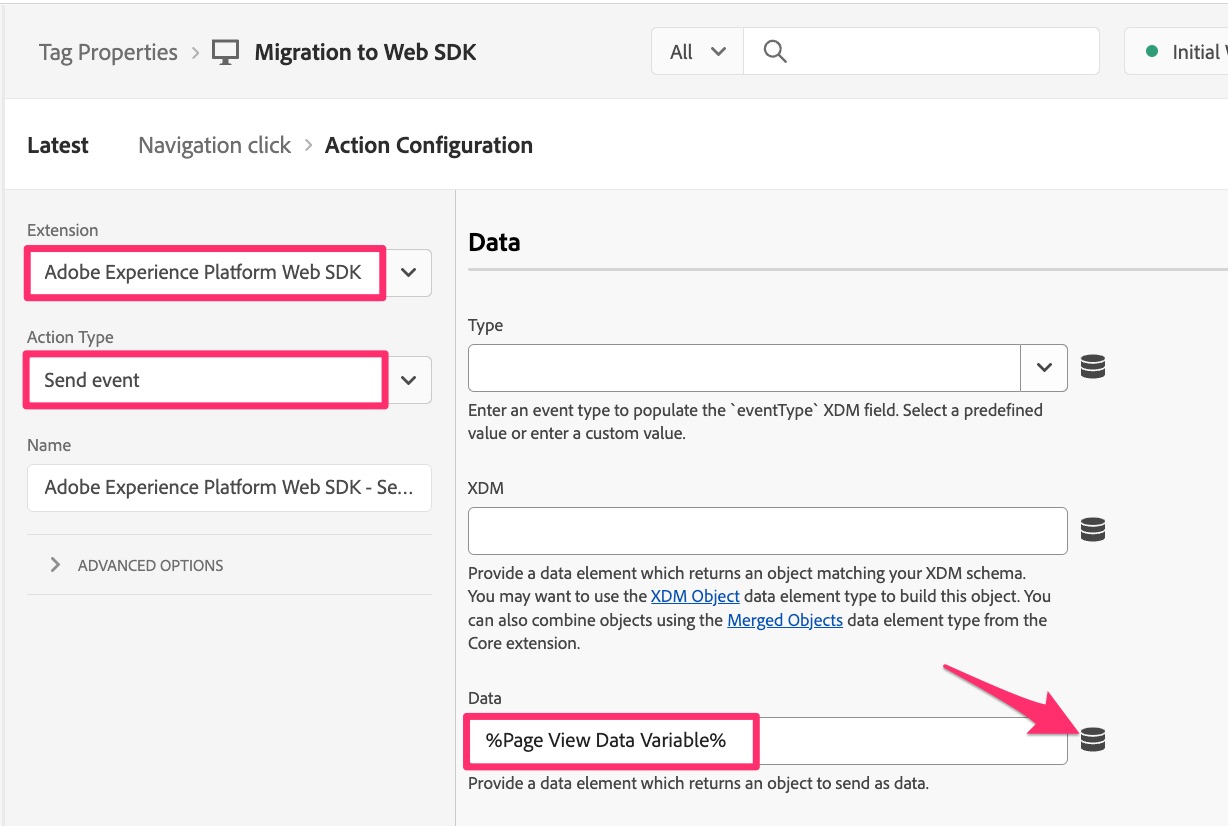 Tag Properties > Migration to Web SDK
All
Initial
Latest
Navigation click > Action Configuration
Extension
Adobe Experience Platform Web SDK
Action Type
Send event
Name
Adobe Experience Platform Web SDK - Se...
ADVANCED OPTIONS
Data
Type
Enter an event type to populate the `eventType` XDM field. Select a predefined
value or enter a custom value.
XDM
Provide a data element which returns an object matching your XDM schema.
You may want to use the XDM Object data element type to build this object. You
can also combine objects using the Merged Objects data element type from the
Core extension.
Data
%Page View Data Variable%
Provide a data element which returns an object to send as data.